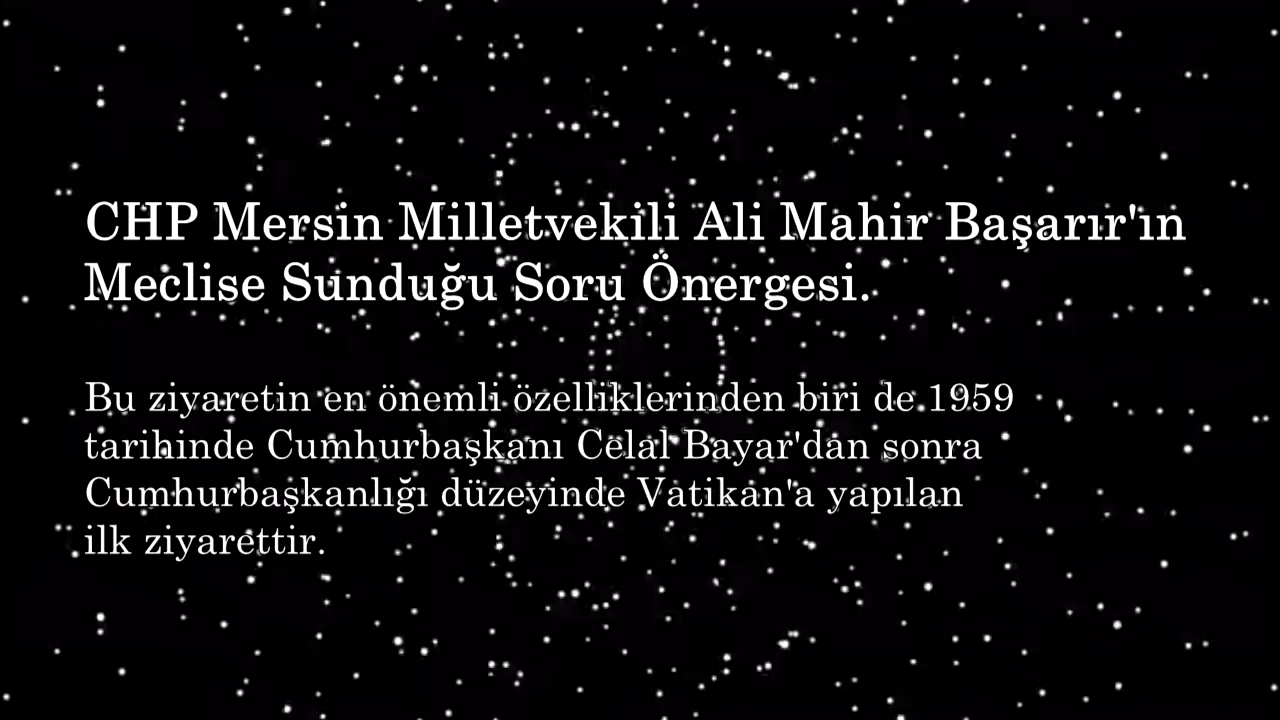 CHP Mersin Milletvekili Ali Mahir Başarır'ın
Meclise Sunduğu Soru Önergesi.
Bu ziyaretin en önemli özelliklerinden biri de 1959
tarihinde Cumhurbaşkanı Celal Bayar'dan sonra
Cumhurbaşkanlığı düzeyinde Vatikan'a yapılan
ilk ziyarettir.